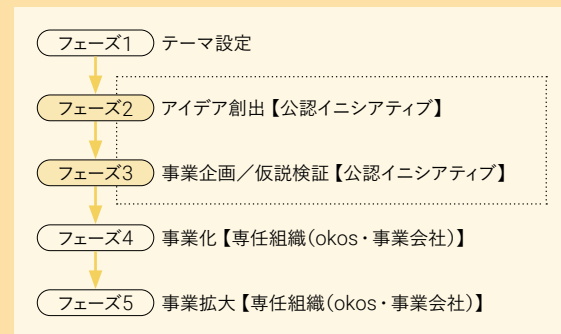 フェーズ1 テーマ設定
フェーズ2 アイデア創出【公認イニシアティブ】
フェーズ3 事業企画／仮説検証【公認イニシアティブ】
フェーズ4 事業化【専任組織（okos・事業会社）】
フェーズ5 事業拡大【専任組織（okos・事業会社）】